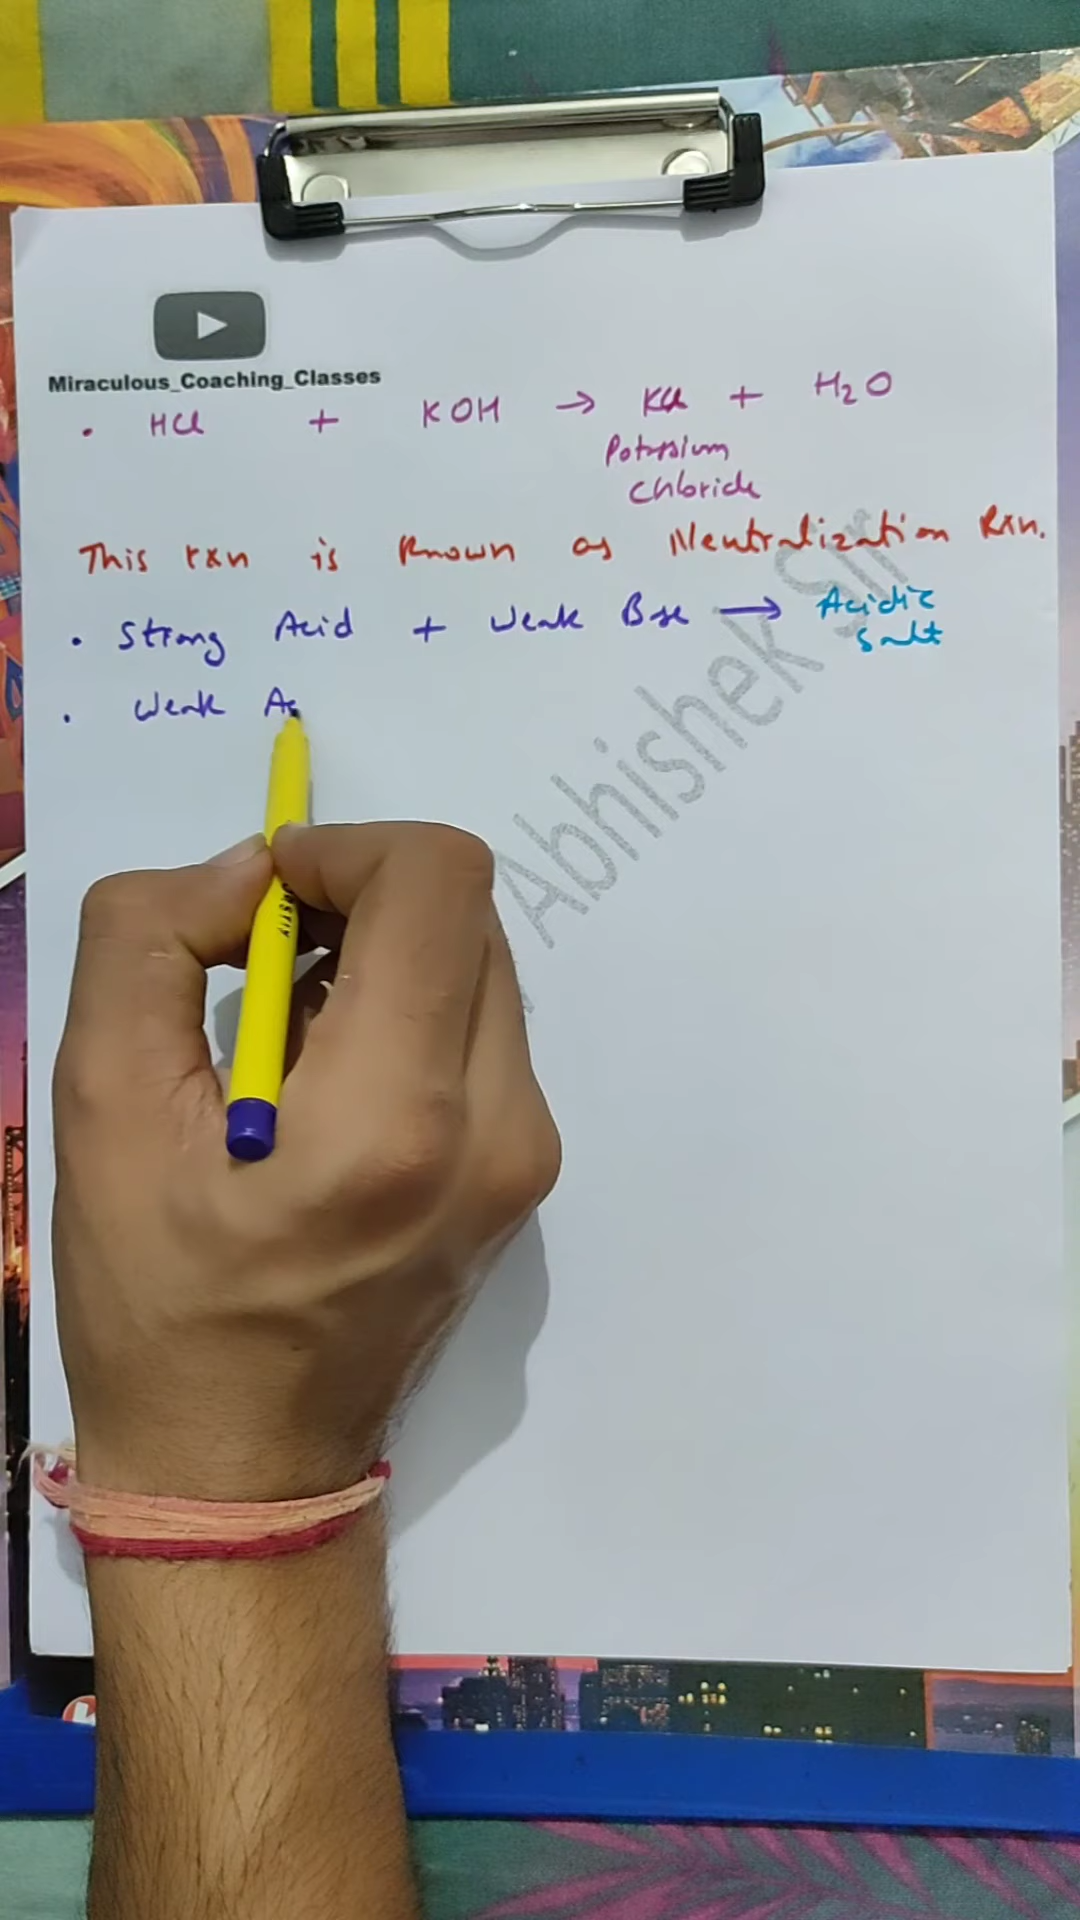 Miraculous_Coaching_Classes
• HCl + KOH → KCl + H₂O
Potassium
Chloride
This rxn is known as Neutralization Rxn.
• Strong Acid + Weak Base → Acidic
Salt
• Weak Ac
Abhishek Sir